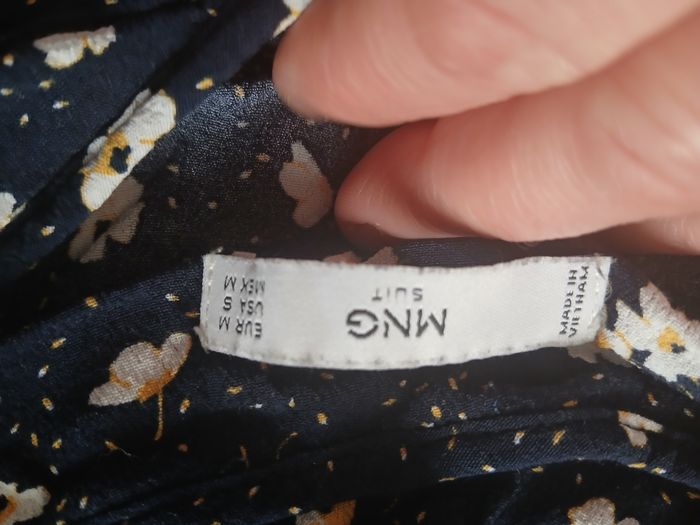 EUR M
USA S
MEX M
MNG
SUIT
MADE IN
VIETNAM